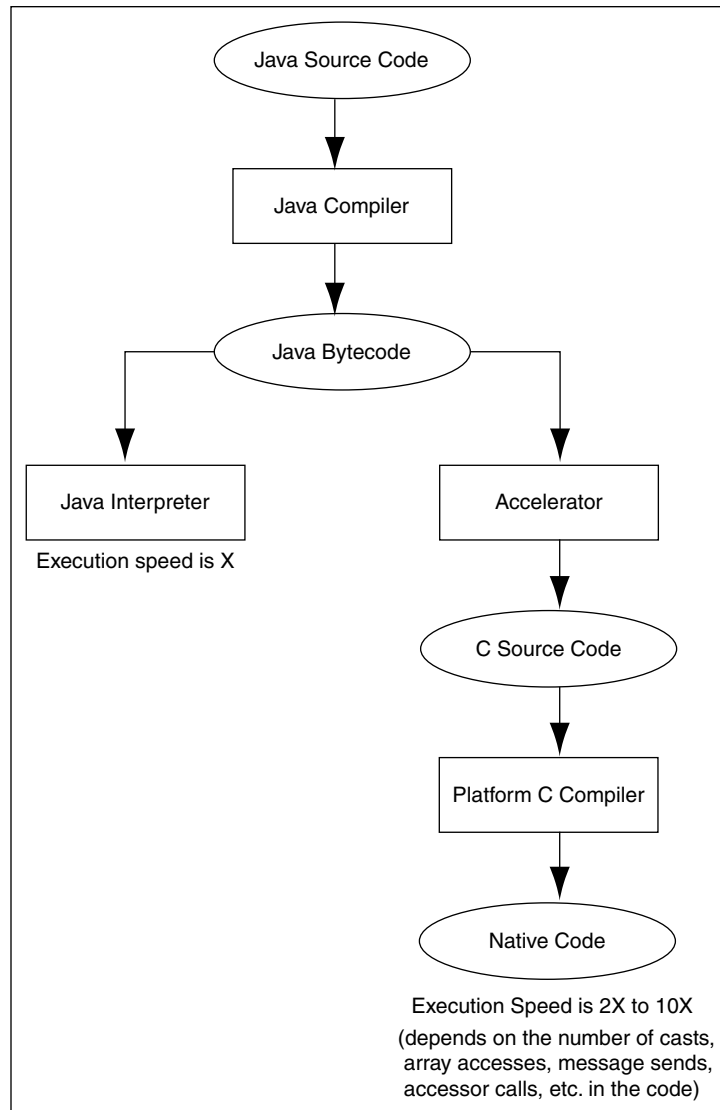 Java Source Code
Java Compiler
Java Bytecode
Java Interpreter
Execution speed is X
Accelerator
C Source Code
Platform C Compiler
Native Code
Execution Speed is 2X to 10X
(depends on the number of casts,
array accesses, message sends,
accessor calls, etc. in the code)